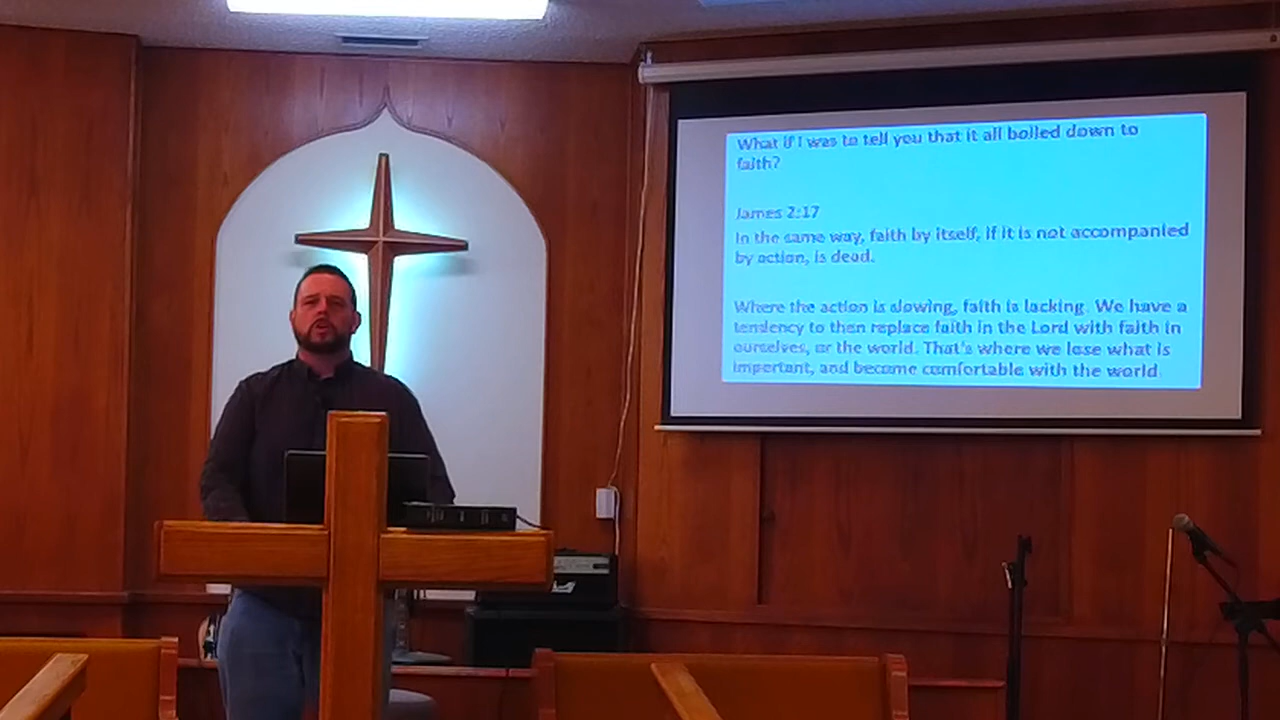 What if I was to tell you that it all boiled down to
faith?
James 2:17
In the same way, faith by itself, if it is not accompanied
by action, is dead.
Where the action is slowing, faith is lacking. We have a
tendency to then replace faith in the Lord with faith in
ourselves, or the world. That's where we lose what is
important, and become comfortable with the world